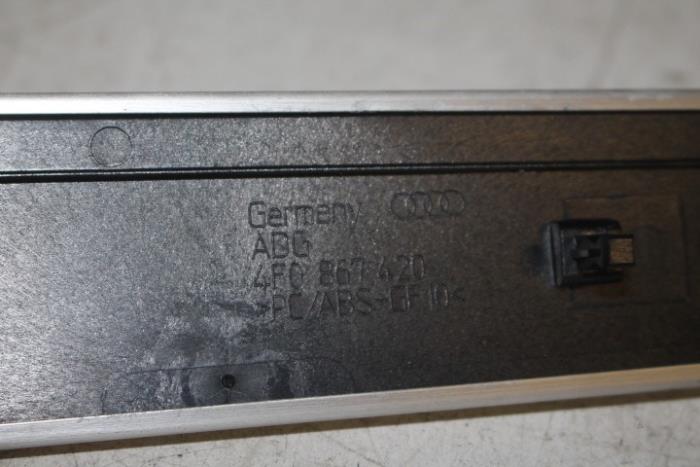 Germany
ABG
4F0 867 420
>PC/ABS-GF10<